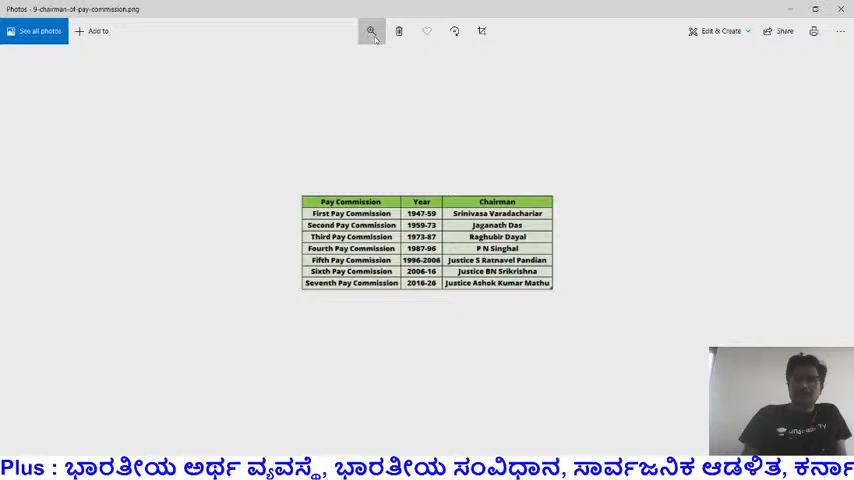 Photos - 9-chairman-of-pay-commission.png
See all photos + Add to Edit & Create Share
Pay Commission Year Chairman
First Pay Commission 1947-59 Srinivasa Varadachariar
Second Pay Commission 1959-73 Jaganath Das
Third Pay Commission 1973-87 Raghubir Dayal
Fourth Pay Commission 1987-96 P N Singhal
Fifth Pay Commission 1996-2006 Justice S Ratnavel Pandian
Sixth Pay Commission 2006-16 Justice BN Srikrishna
Seventh Pay Commission 2016-26 Justice Ashok Kumar Mathu
Plus : ಭಾರತೀಯ ಅರ್ಥ ವ್ಯವಸ್ಥೆ, ಭಾರತೀಯ ಸಂವಿಧಾನ, ಸಾರ್ವಜನಿಕ ಆಡಳಿತ, ಕರ್ನಾ